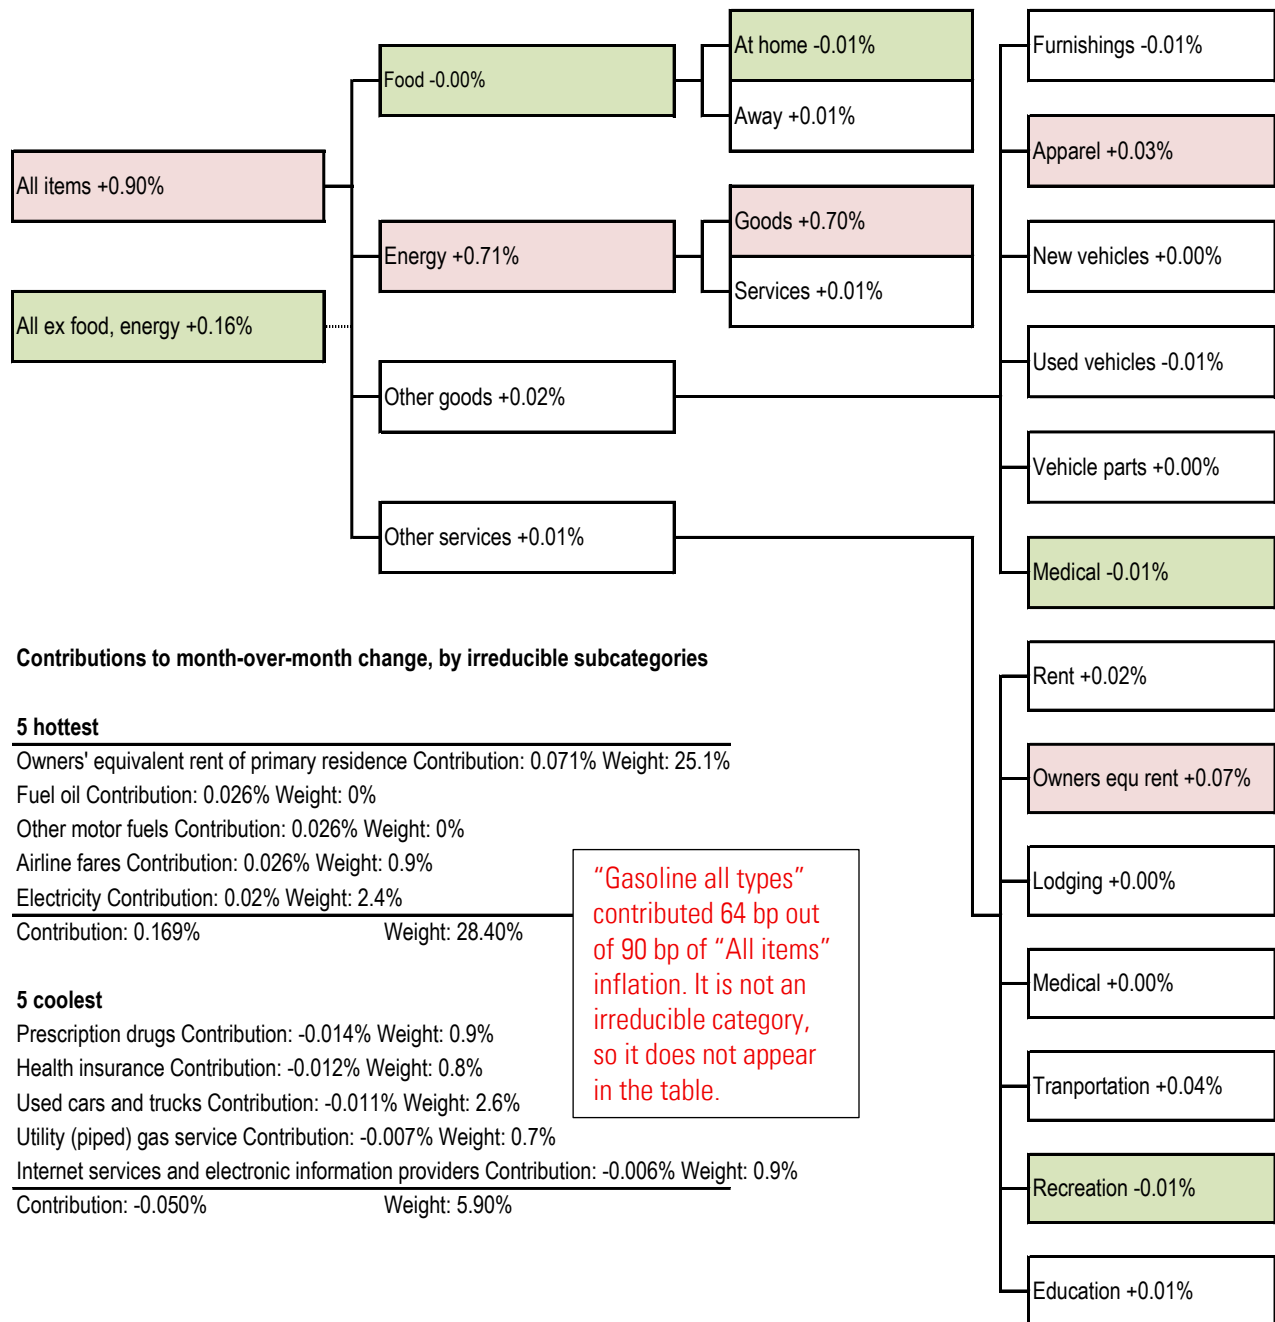 All items +0.90%
All ex food, energy +0.16%
Food -0.00%
Energy +0.71%
Other goods +0.02%
Other services +0.01%
At home -0.01%
Away +0.01%
Goods +0.70%
Services +0.01%
Furnishings -0.01%
Apparel +0.03%
New vehicles +0.00%
Used vehicles -0.01%
Vehicle parts +0.00%
Medical -0.01%
Rent +0.02%
Owners equ rent +0.07%
Lodging +0.00%
Medical +0.00%
Tranportation +0.04%
Recreation -0.01%
Education +0.01%
Contributions to month-over-month change, by irreducible subcategories
5 hottest
Owners' equivalent rent of primary residence Contribution: 0.071% Weight: 25.1%
Fuel oil Contribution: 0.026% Weight: 0%
Other motor fuels Contribution: 0.026% Weight: 0%
Airline fares Contribution: 0.026% Weight: 0.9%
Electricity Contribution: 0.02% Weight: 2.4%
Contribution: 0.169% Weight: 28.40%
5 coolest
Prescription drugs Contribution: -0.014% Weight: 0.9%
Health insurance Contribution: -0.012% Weight: 0.8%
Used cars and trucks Contribution: -0.011% Weight: 2.6%
Utility (piped) gas service Contribution: -0.007% Weight: 0.7%
Internet services and electronic information providers Contribution: -0.006% Weight: 0.9%
Contribution: -0.050% Weight: 5.90%
“Gasoline all types”
contributed 64 bp out
of 90 bp of “All items”
inflation. It is not an
irreducible category,
so it does not appear
in the table.